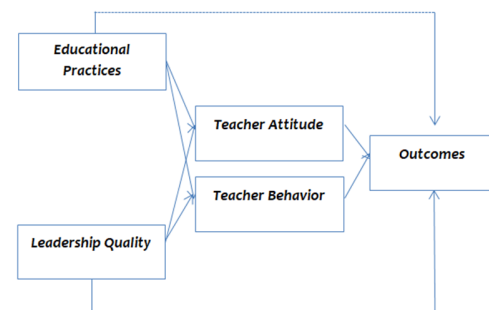 Educational
Practices
Teacher Attitude
Outcomes
Teacher Behavior
Leadership Quality